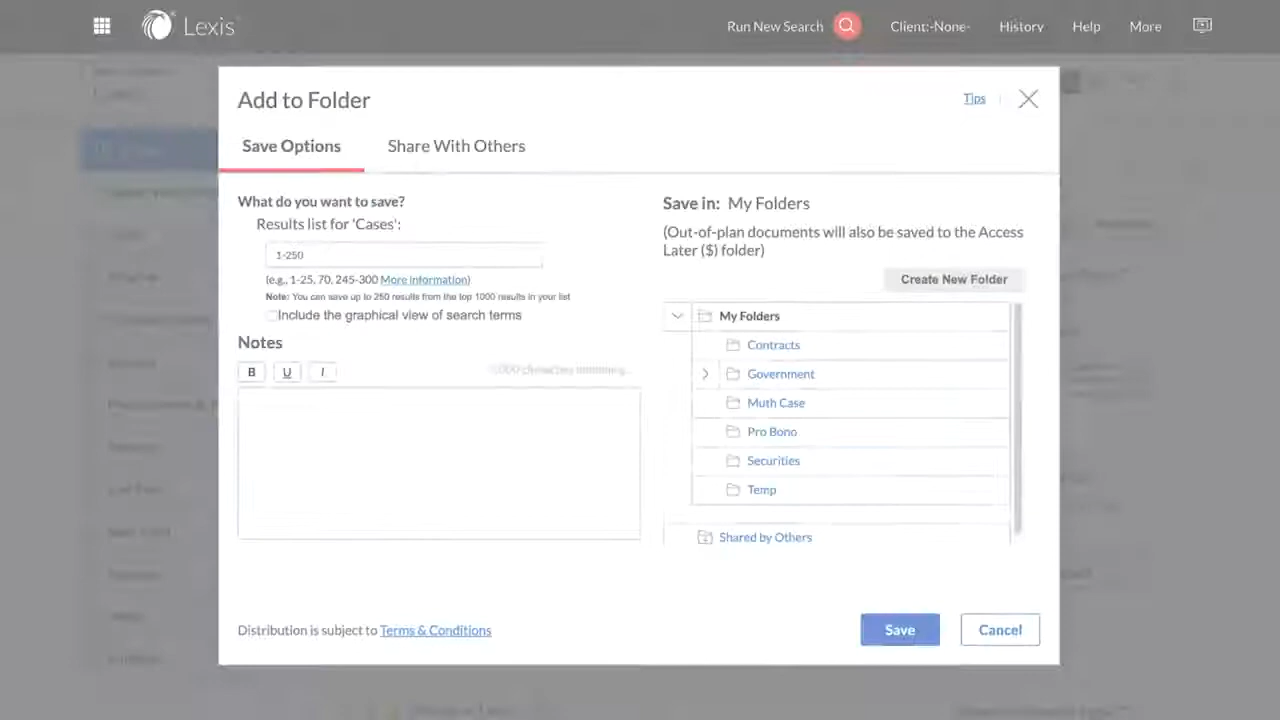 Lexis
Run New Search
Client:-None-
History
Help
More
Add to Folder
Tips
Save Options
Share With Others
What do you want to save?
Results list for 'Cases':
1-250
(e.g., 1-25, 70, 245-300 More information)
Note: You can save up to 250 results from the top 1000 results in your list
Include the graphical view of search terms
Notes
B U I
Save in: My Folders
(Out-of-plan documents will also be saved to the Access
Later ($) folder)
Create New Folder
My Folders
Contracts
Government
Muth Case
Pro Bono
Securities
Temp
Shared by Others
Distribution is subject to Terms & Conditions
Save
Cancel